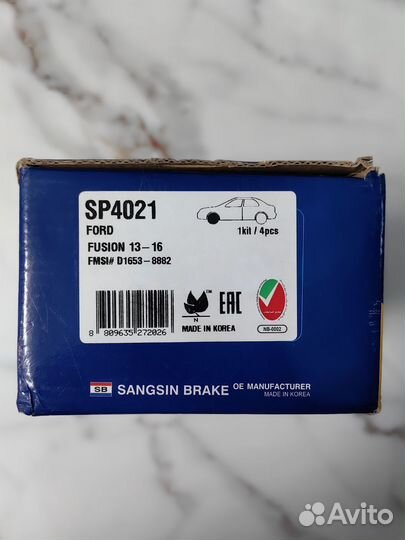 SP4021
FORD
1kit / 4pcs
FUSION 13-16
FMSI# D1653-8882
TM
N
EAC
8 809635 272026
MADE IN KOREA
NB-0002
SB SANGSIN BRAKE OE MANUFACTURER
MADE IN KOREA
Avito